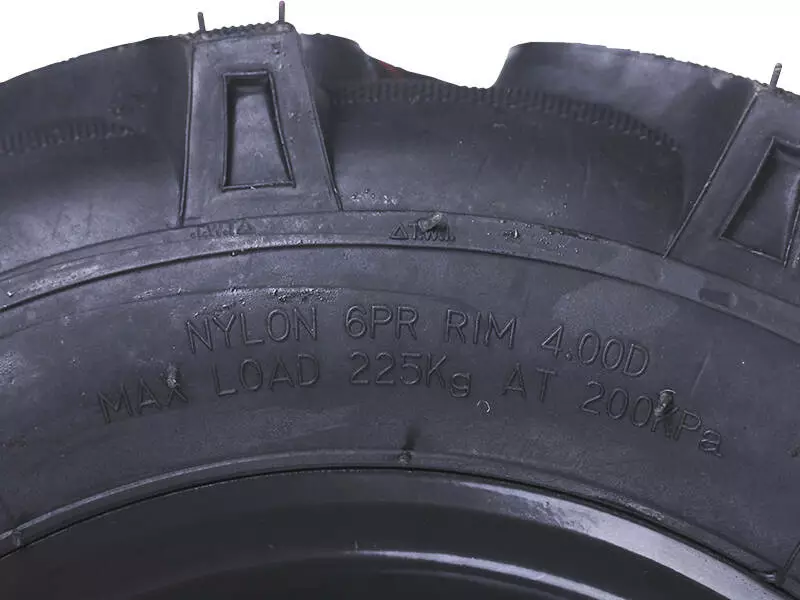 △T.W.I.
NYLON 6PR RIM 4.00D
MAX LOAD 225Kg AT 200KPa